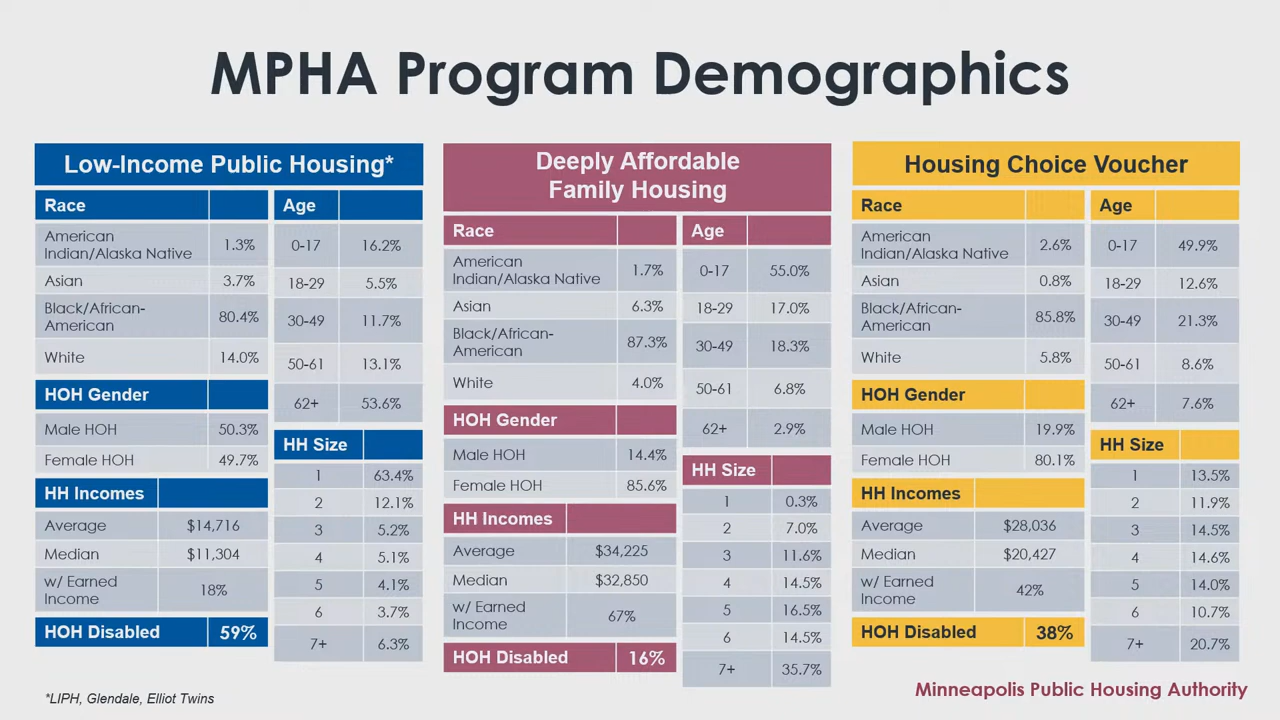 MPHA Program Demographics
Low-Income Public Housing*
Race
American
Indian/Alaska Native 1.3%
Asian 3.7%
Black/African-
American 80.4%
White 14.0%
HOH Gender
Male HOH 50.3%
Female HOH 49.7%
HH Incomes
Average $14,716
Median $11,304
w/ Earned
Income 18%
HOH Disabled 59%
Age
0-17 16.2%
18-29 5.5%
30-49 11.7%
50-61 13.1%
62+ 53.6%
HH Size
1 63.4%
2 12.1%
3 5.2%
4 5.1%
5 4.1%
6 3.7%
7+ 6.3%
Deeply Affordable
Family Housing
Race
American
Indian/Alaska Native 1.7%
Asian 6.3%
Black/African-
American 87.3%
White 4.0%
HOH Gender
Male HOH 14.4%
Female HOH 85.6%
HH Incomes
Average $34,225
Median $32,850
w/ Earned
Income 67%
HOH Disabled 16%
Age
0-17 55.0%
18-29 17.0%
30-49 18.3%
50-61 6.8%
62+ 2.9%
HH Size
1 0.3%
2 7.0%
3 11.6%
4 14.5%
5 16.5%
6 14.5%
7+ 35.7%
Housing Choice Voucher
Race
American
Indian/Alaska Native 2.6%
Asian 0.8%
Black/African-
American 85.8%
White 5.8%
HOH Gender
Male HOH 19.9%
Female HOH 80.1%
HH Incomes
Average $28,036
Median $20,427
w/ Earned
Income 42%
HOH Disabled 38%
Age
0-17 49.9%
18-29 12.6%
30-49 21.3%
50-61 8.6%
62+ 7.6%
HH Size
1 13.5%
2 11.9%
3 14.5%
4 14.6%
5 14.0%
6 10.7%
7+ 20.7%
*LIPH, Glendale, Elliot Twins
Minneapolis Public Housing Authority